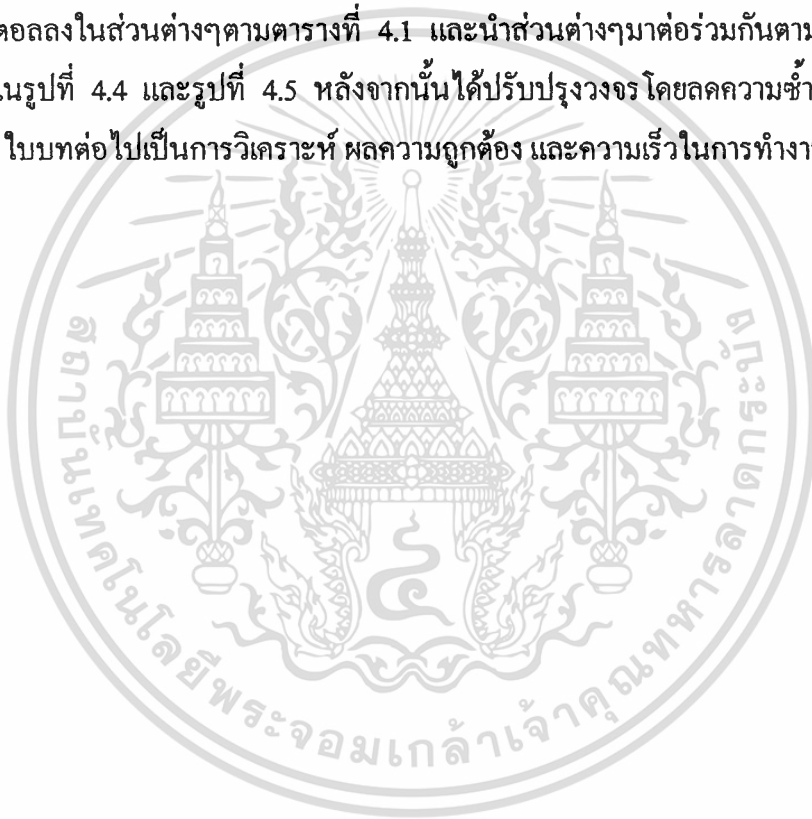 ตอลลงในส่วนต่างๆตามตารางที่ 4.1 และนำส่วนต่างๆมาต่อร่วมกันตาม
นรูปที่ 4.4 และรูปที่ 4.5 หลังจากนั้นได้ปรับปรุงวงจรโดยลดความซ้ำ
ใบบทต่อไปเป็นการวิเคราะห์ ผลความถูกต้อง และความเร็วในการทำงา
สถาบันเทคโนโลยีพระจอมเกล้าเจ้าคุณทหารลาดกระบัง